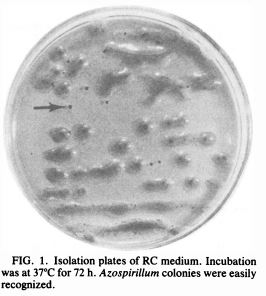 FIG. 1. Isolation plates of RC medium. Incubation
was at 37°C for 72 h. Azospirillum colonies were easily
recognized.